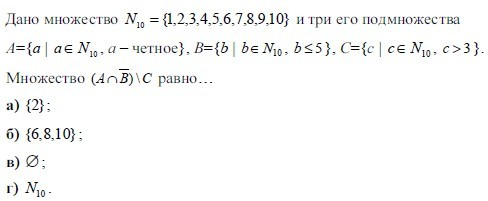 Дано множество N₁₀ = {1,2,3,4,5,6,7,8,9,10} и три его подмножества
A={a | a∈N₁₀, a – четное}, B={b | b∈N₁₀, b≤5}, C={c | c∈N₁₀, c>3}.
Множество (A∩B̅)\C равно…
а) {2};
б) {6,8,10};
в) ∅;
г) N₁₀.